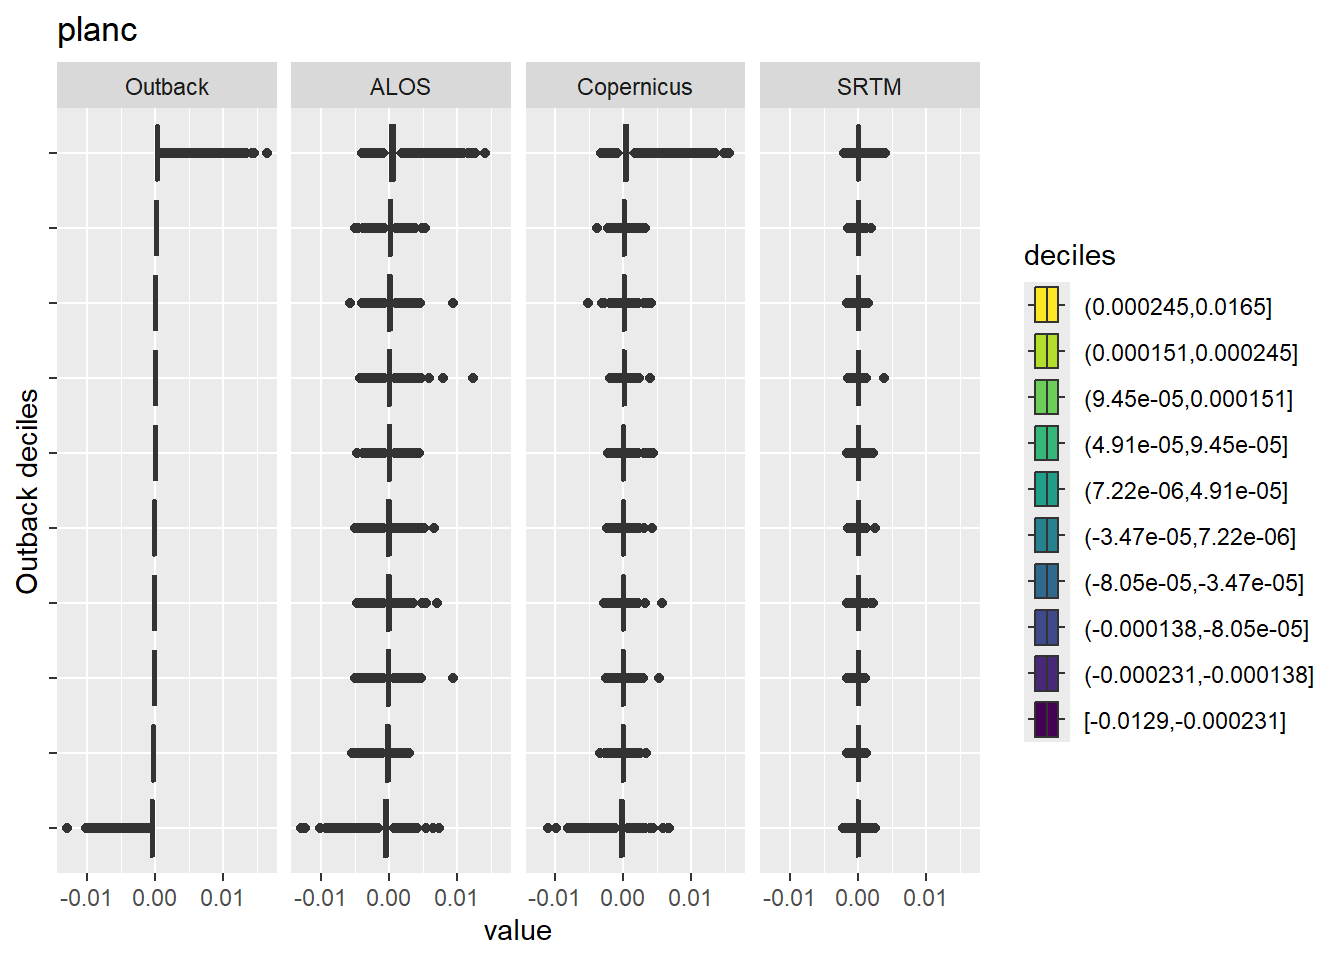 planc
Outback ALOS Copernicus SRTM
Outback deciles
-0.01 0.00 0.01 -0.01 0.00 0.01 -0.01 0.00 0.01 -0.01 0.00 0.01
value
deciles
(0.000245,0.0165]
(0.000151,0.000245]
(9.45e-05,0.000151]
(4.91e-05,9.45e-05]
(7.22e-06,4.91e-05]
(-3.47e-05,7.22e-06]
(-8.05e-05,-3.47e-05]
(-0.000138,-8.05e-05]
(-0.000231,-0.000138]
[-0.0129,-0.000231]